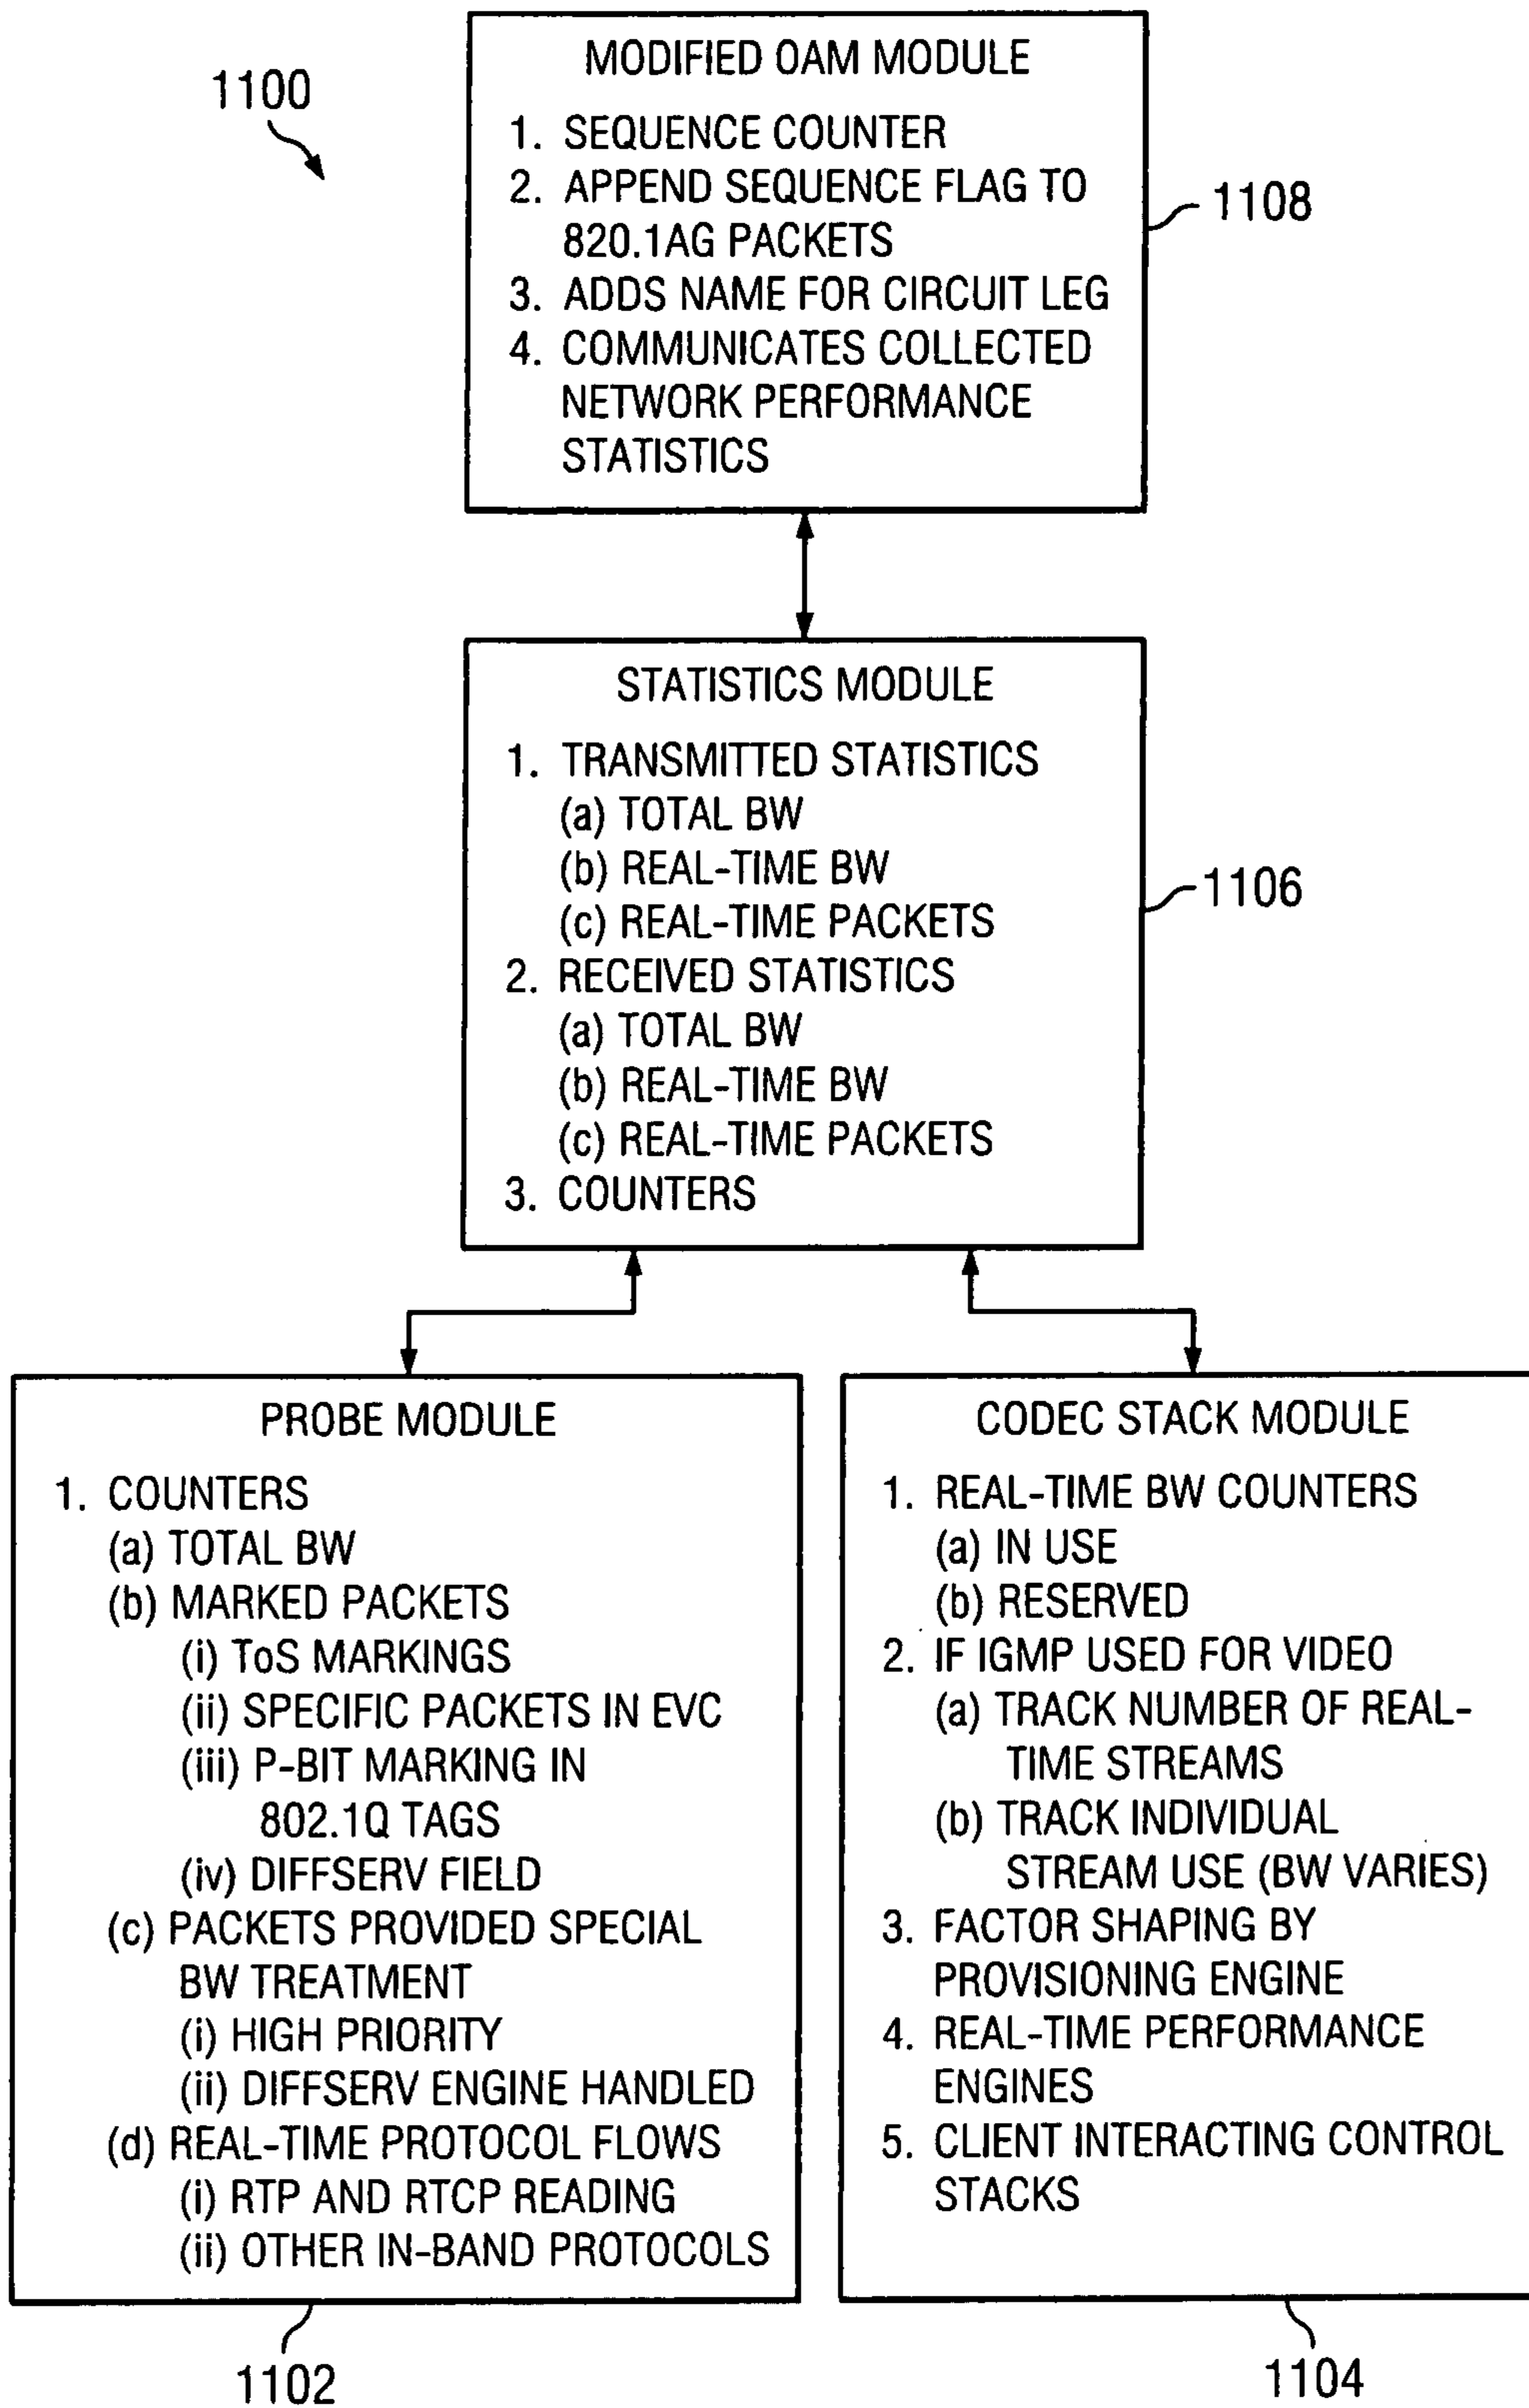 1100
MODIFIED OAM MODULE
1. SEQUENCE COUNTER
2. APPEND SEQUENCE FLAG TO
820.1AG PACKETS
3. ADDS NAME FOR CIRCUIT LEG
4. COMMUNICATES COLLECTED
NETWORK PERFORMANCE
STATISTICS
1108
STATISTICS MODULE
1. TRANSMITTED STATISTICS
(a) TOTAL BW
(b) REAL-TIME BW
(c) REAL-TIME PACKETS
2. RECEIVED STATISTICS
(a) TOTAL BW
(b) REAL-TIME BW
(c) REAL-TIME PACKETS
3. COUNTERS
1106
PROBE MODULE
1. COUNTERS
(a) TOTAL BW
(b) MARKED PACKETS
(i) ToS MARKINGS
(ii) SPECIFIC PACKETS IN EVC
(iii) P-BIT MARKING IN
802.1Q TAGS
(iv) DIFFSERV FIELD
(c) PACKETS PROVIDED SPECIAL
BW TREATMENT
(i) HIGH PRIORITY
(ii) DIFFSERV ENGINE HANDLED
(d) REAL-TIME PROTOCOL FLOWS
(i) RTP AND RTCP READING
(ii) OTHER IN-BAND PROTOCOLS
1102
CODEC STACK MODULE
1. REAL-TIME BW COUNTERS
(a) IN USE
(b) RESERVED
2. IF IGMP USED FOR VIDEO
(a) TRACK NUMBER OF REAL-
TIME STREAMS
(b) TRACK INDIVIDUAL
STREAM USE (BW VARIES)
3. FACTOR SHAPING BY
PROVISIONING ENGINE
4. REAL-TIME PERFORMANCE
ENGINES
5. CLIENT INTERACTING CONTROL
STACKS
1104